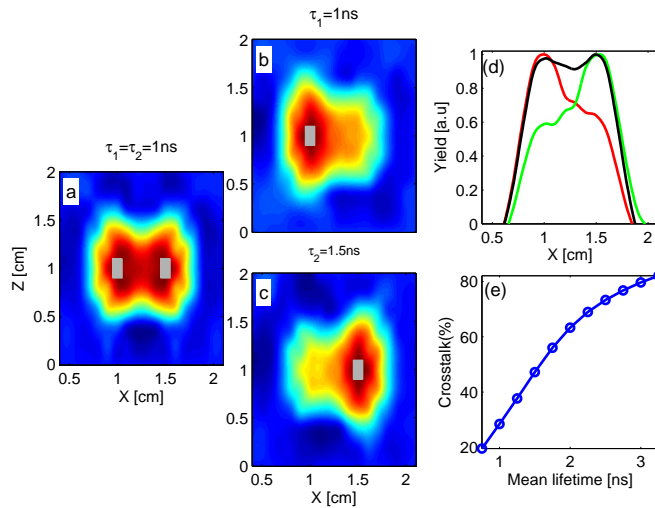 τ1=1ns
2
b
1.5
1
0.5
0
τ1=τ2=1ns
2
a
1.5
1
0.5
0
Z [cm]
0.5 1 1.5 2
X [cm]
τ2=1.5ns
2
c
1.5
1
0.5
0
0.5 1 1.5 2
X [cm]
1
(d)
0.8
0.6
0.4
0.2
0
Yield [a.u]
0.5 1 1.5 2
X [cm]
80
(e)
60
40
20
Crosstalk(%)
1 2 3
Mean lifetime [ns]